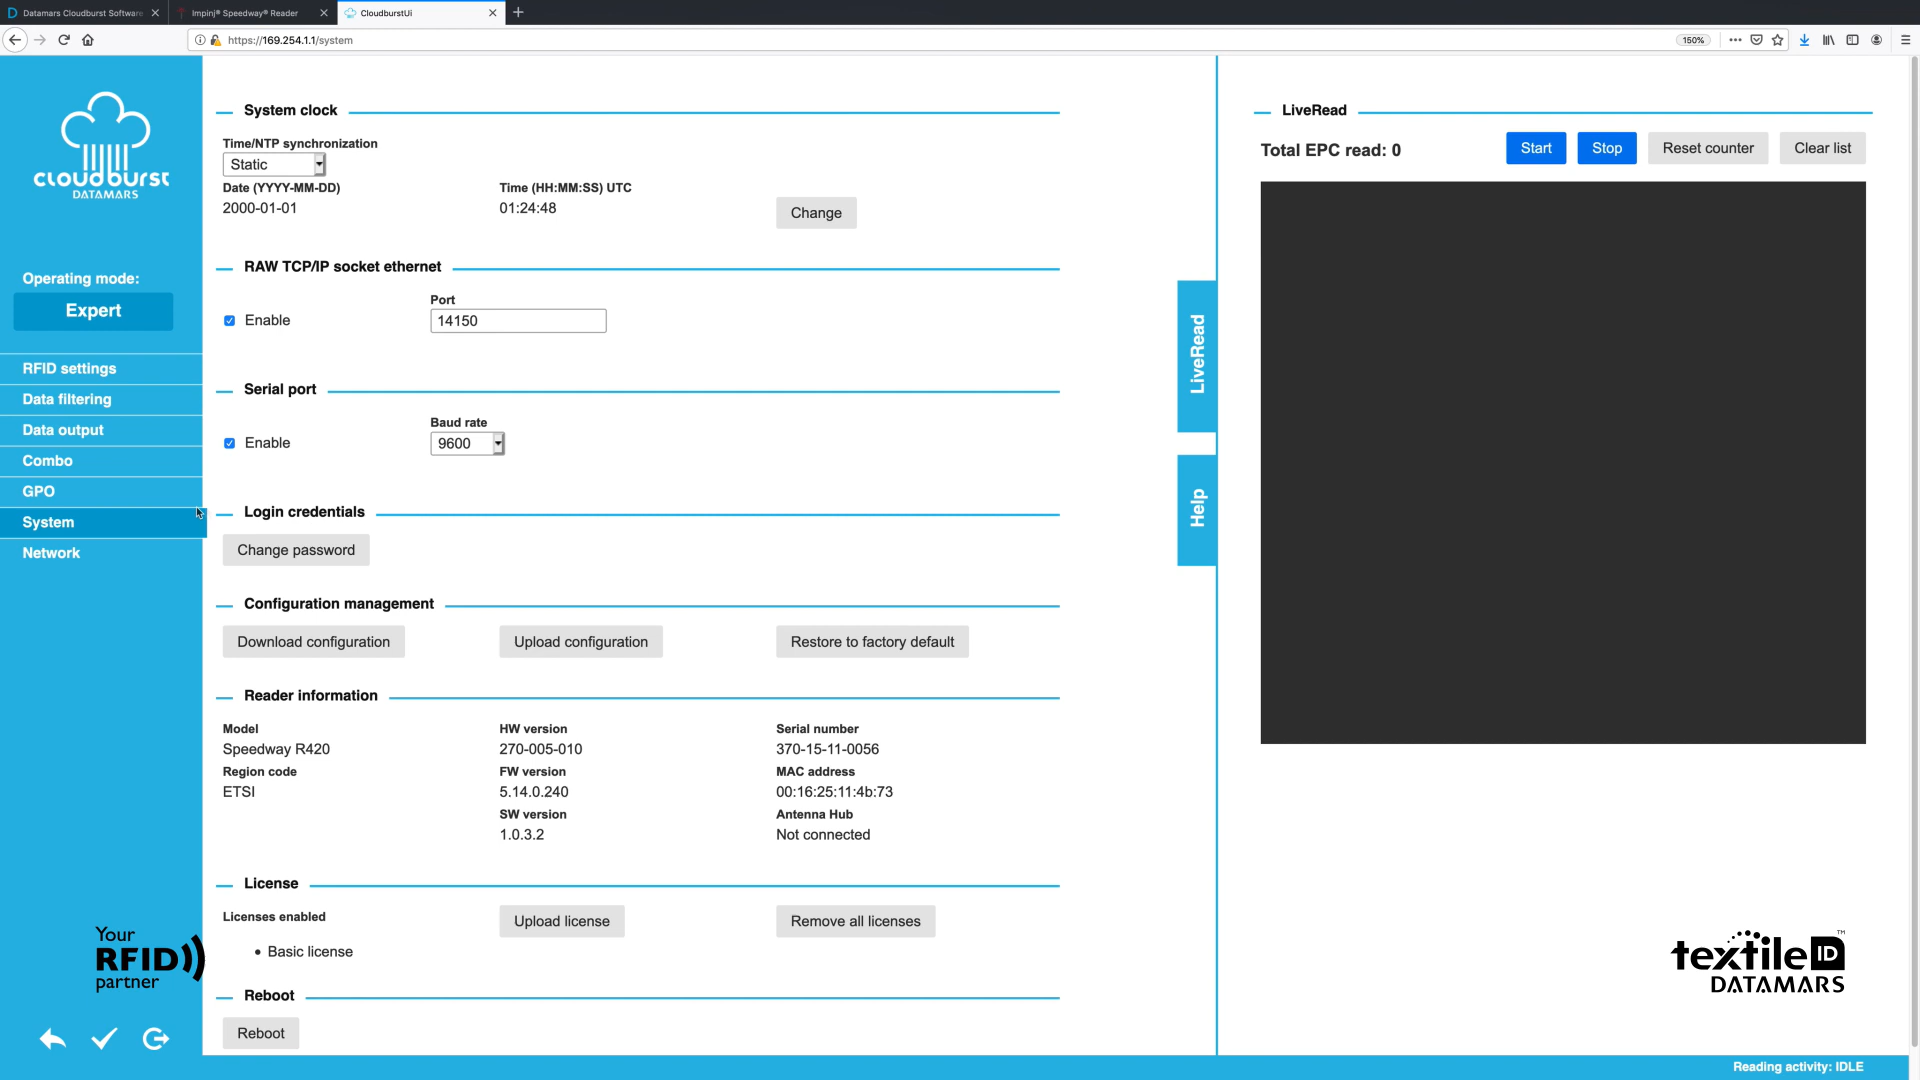 Datamars Cloudburst Software
Impinj® Speedway® Reader
CloudburstUi
https://169.254.1.1/system
150%
cloudburst
DATAMARS
Operating mode:
Expert
RFID settings
Data filtering
Data output
Combo
GPO
System
Network
Your
RFID
partner
System clock
Time/NTP synchronization
Static
Date (YYYY-MM-DD)
Time (HH:MM:SS) UTC
2000-01-01
01:24:48
Change
RAW TCP/IP socket ethernet
Port
Enable
14150
Serial port
Baud rate
Enable
9600
Login credentials
Change password
Configuration management
Download configuration
Upload configuration
Restore to factory default
Reader information
Model
HW version
Serial number
Speedway R420
270-005-010
370-15-11-0056
Region code
FW version
MAC address
ETSI
5.14.0.240
00:16:25:11:4b:73
SW version
Antenna Hub
1.0.3.2
Not connected
License
Licenses enabled
Upload license
Remove all licenses
• Basic license
Reboot
Reboot
LiveRead
Help
LiveRead
Total EPC read: 0
Start
Stop
Reset counter
Clear list
textile ID™
DATAMARS
Reading activity: IDLE